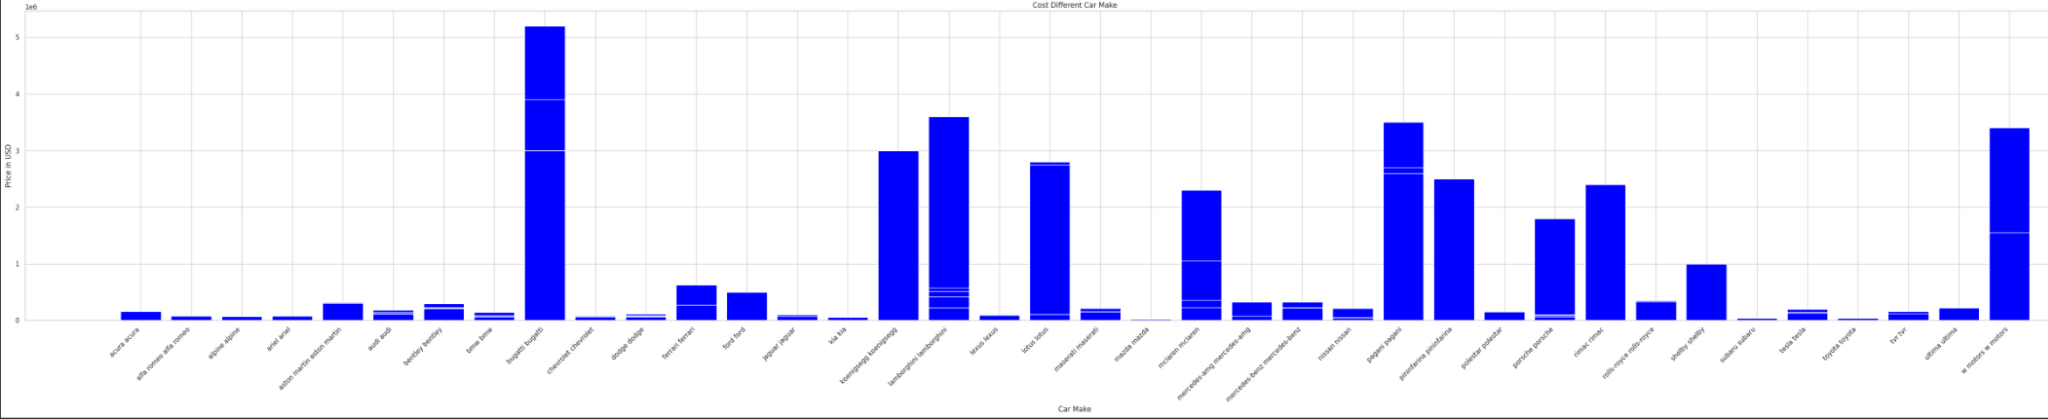 Cost Different Car Make
1e6
5
4
3
2
1
0
Price in USD
acura acura
alfa romeo alfa romeo
alpine alpine
ariel ariel
aston martin aston martin
audi audi
bentley bentley
bmw bmw
bugatti bugatti
chevrolet chevrolet
dodge dodge
ferrari ferrari
ford ford
jaguar jaguar
kia kia
koenigsegg koenigsegg
lamborghini lamborghini
lexus lexus
lotus lotus
maserati maserati
mazda mazda
mclaren mclaren
mercedes-amg mercedes-amg
mercedes-benz mercedes-benz
nissan nissan
pagani pagani
pininfarina pininfarina
polestar polestar
porsche porsche
rimac rimac
rolls-royce rolls-royce
shelby shelby
subaru subaru
tesla tesla
toyota toyota
tvr tvr
ultima ultima
w motors w motors
Car Make